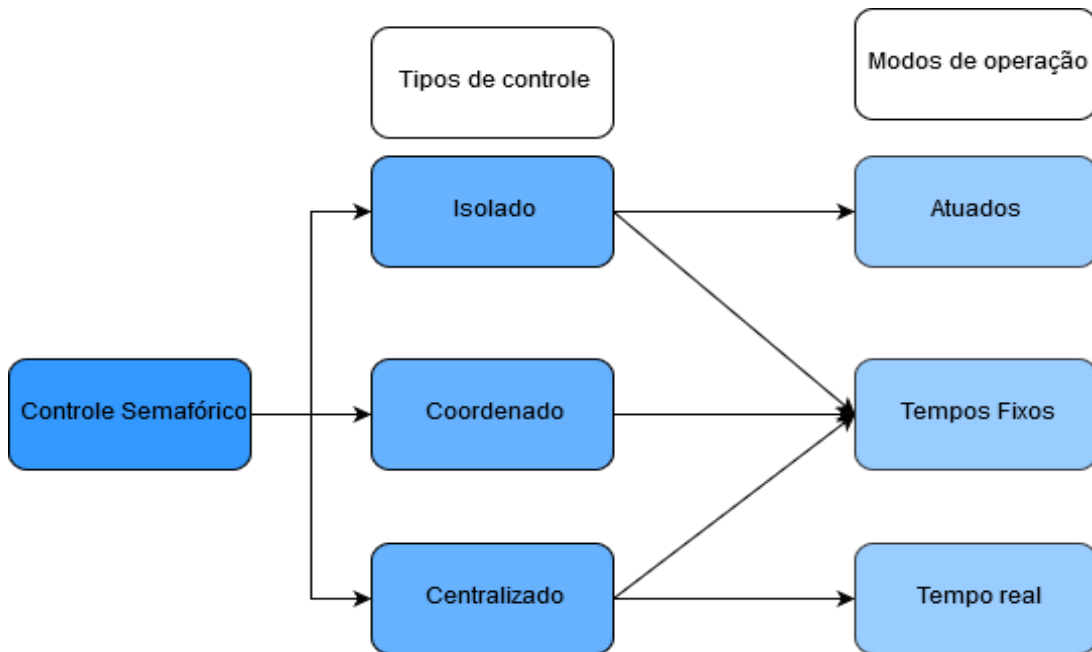 Tipos de controle
Modos de operação
Isolado
Atuados
Controle Semafórico
Coordenado
Tempos Fixos
Centralizado
Tempo real